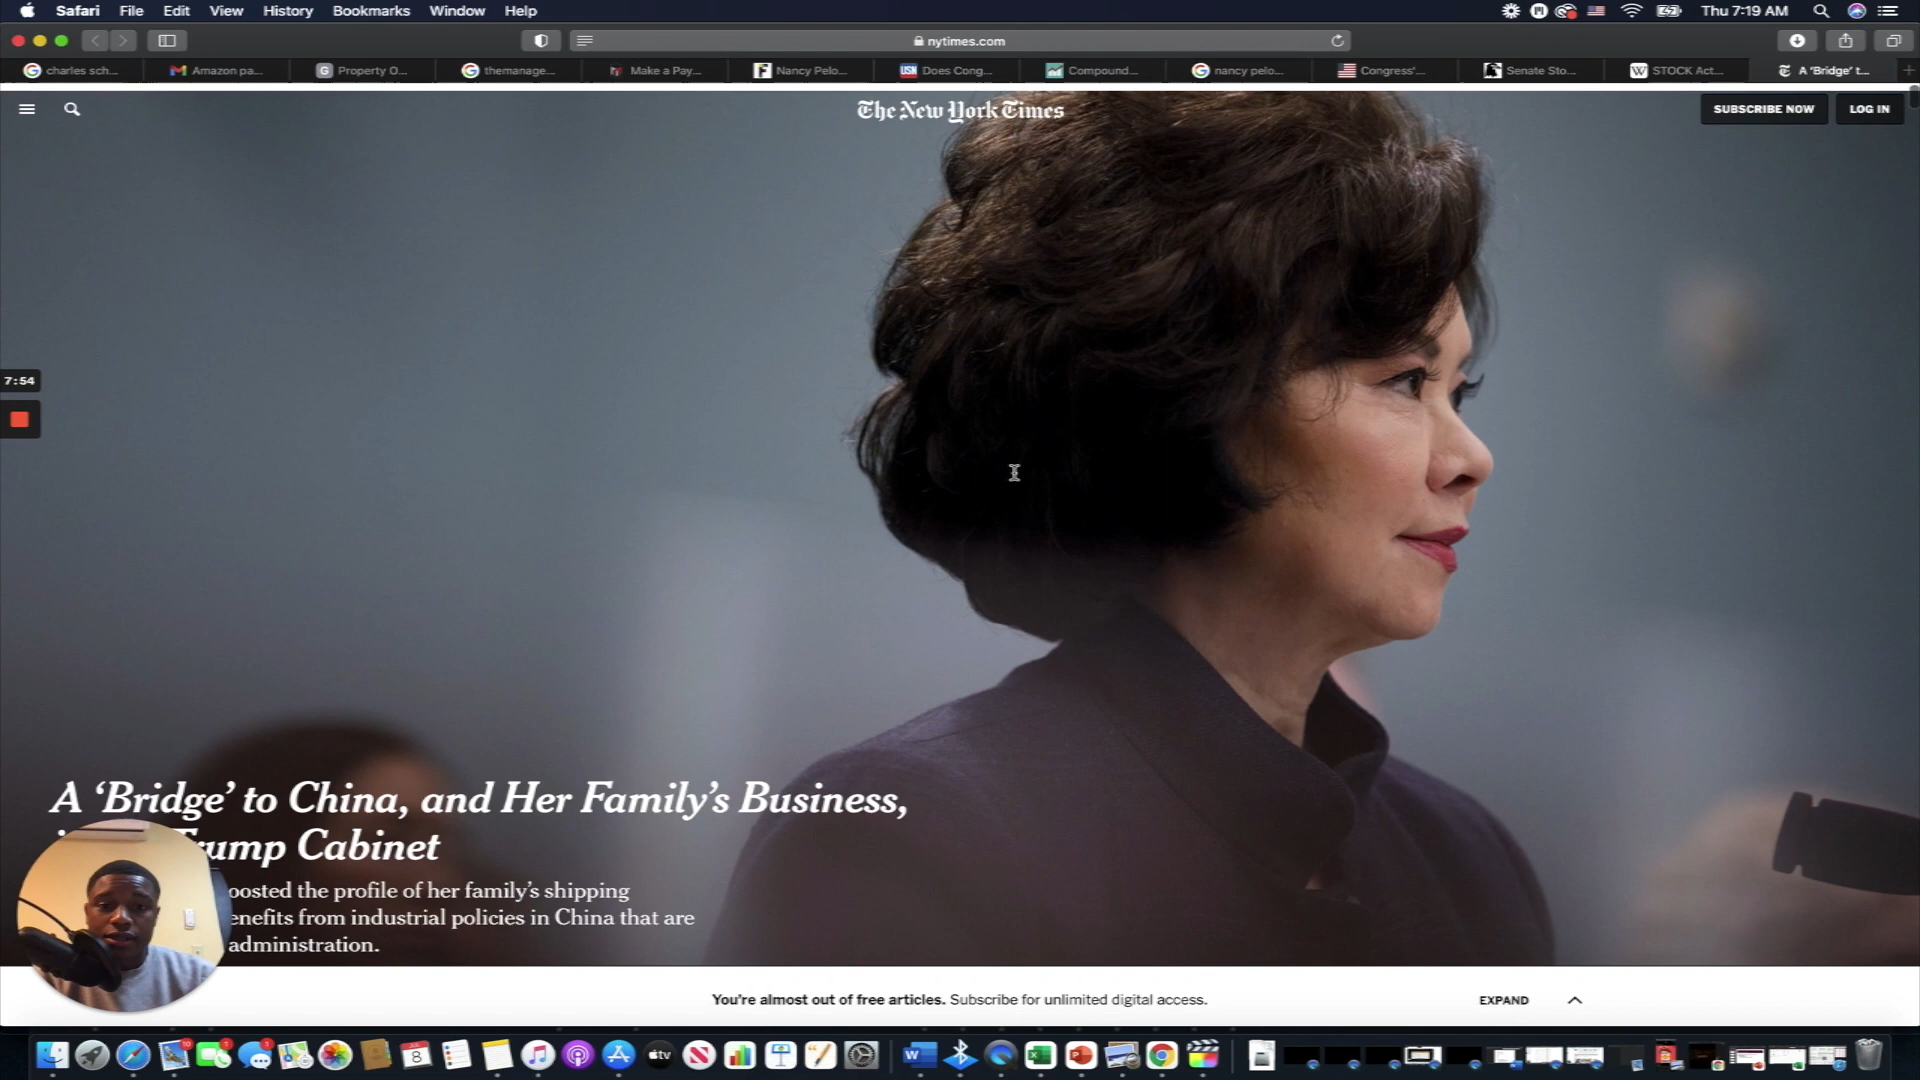 Safari File Edit View History Bookmarks Window Help Thu 7:19 AM
nytimes.com
charles sch... Amazon pa... Property O... themanage... Make a Pay... Nancy Pelo... Does Cong... Compound... nancy pelo... Congress'... Senate Sto... STOCK Act... A 'Bridge' t...
The New York Times
SUBSCRIBE NOW LOG IN
7:54
A ‘Bridge’ to China, and Her Family’s Business,
Trump Cabinet
oosted the profile of her family’s shipping
enefits from industrial policies in China that are
administration.
You're almost out of free articles. Subscribe for unlimited digital access.
EXPAND